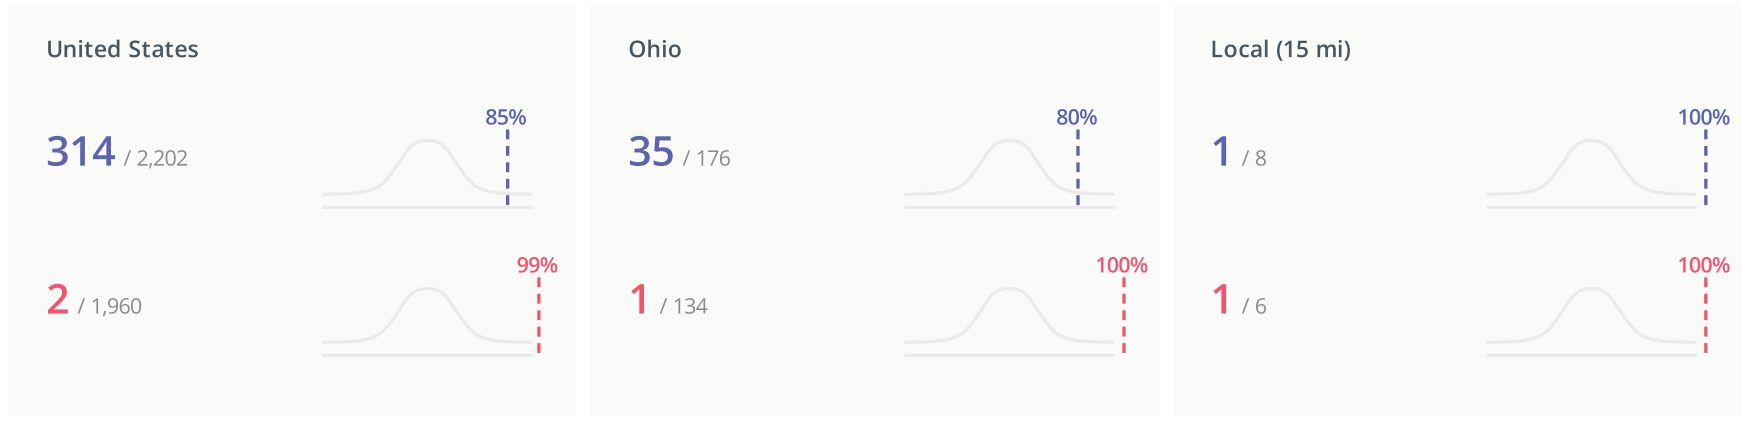 United States
85%
314 / 2,202
99%
2 / 1,960
Ohio
80%
35 / 176
100%
1 / 134
Local (15 mi)
100%
1 / 8
100%
1 / 6